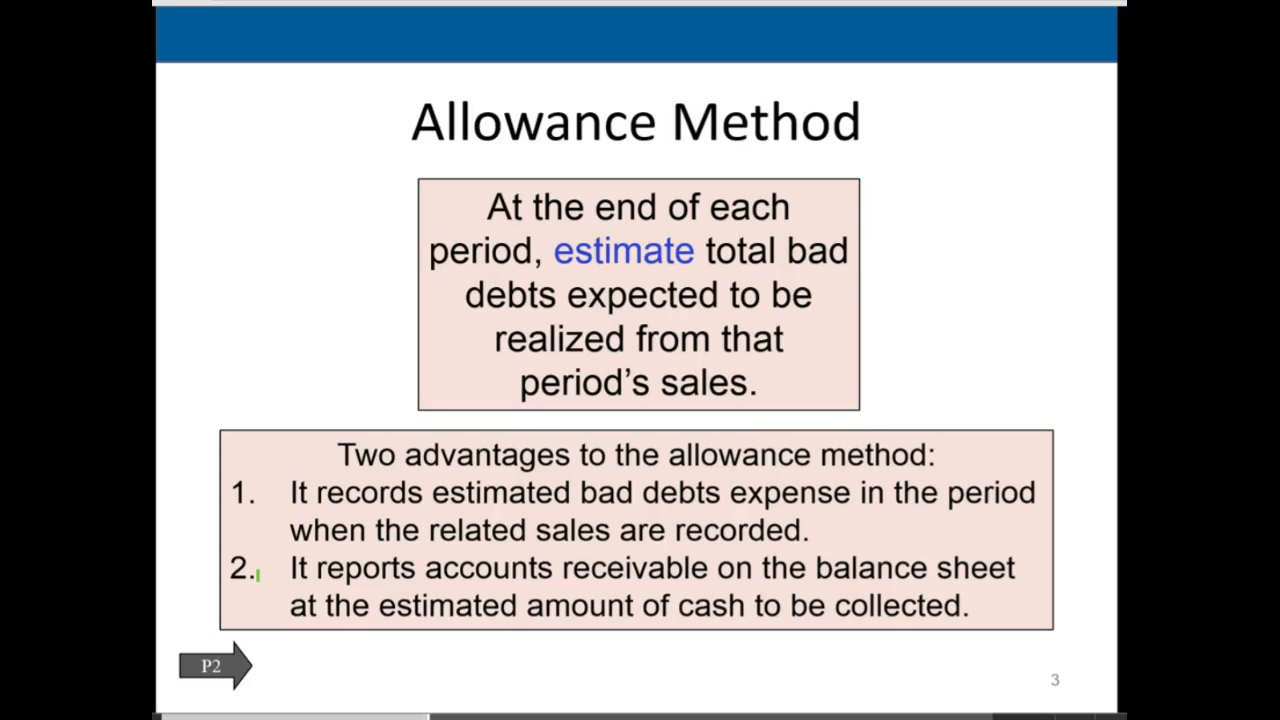 Allowance Method
At the end of each
period, estimate total bad
debts expected to be
realized from that
period’s sales.
Two advantages to the allowance method:
1. It records estimated bad debts expense in the period
when the related sales are recorded.
2. It reports accounts receivable on the balance sheet
at the estimated amount of cash to be collected.
P2
3